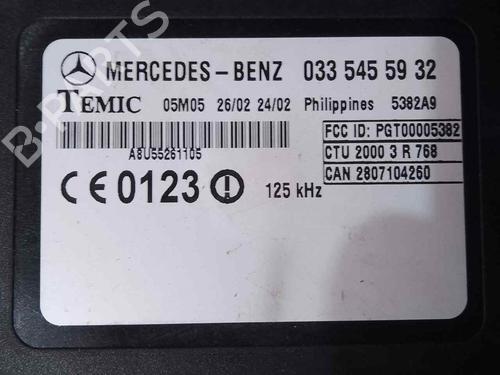 MERCEDES-BENZ 033 545 59 32
TEMIC 05M05 26/02 24/02 Philippines 5382A9
A8U55261105
FCC ID: PGT00005382
CTU 2000 3 R 768
CAN 2807104260
CE 0123 125 kHz
B-PARTS